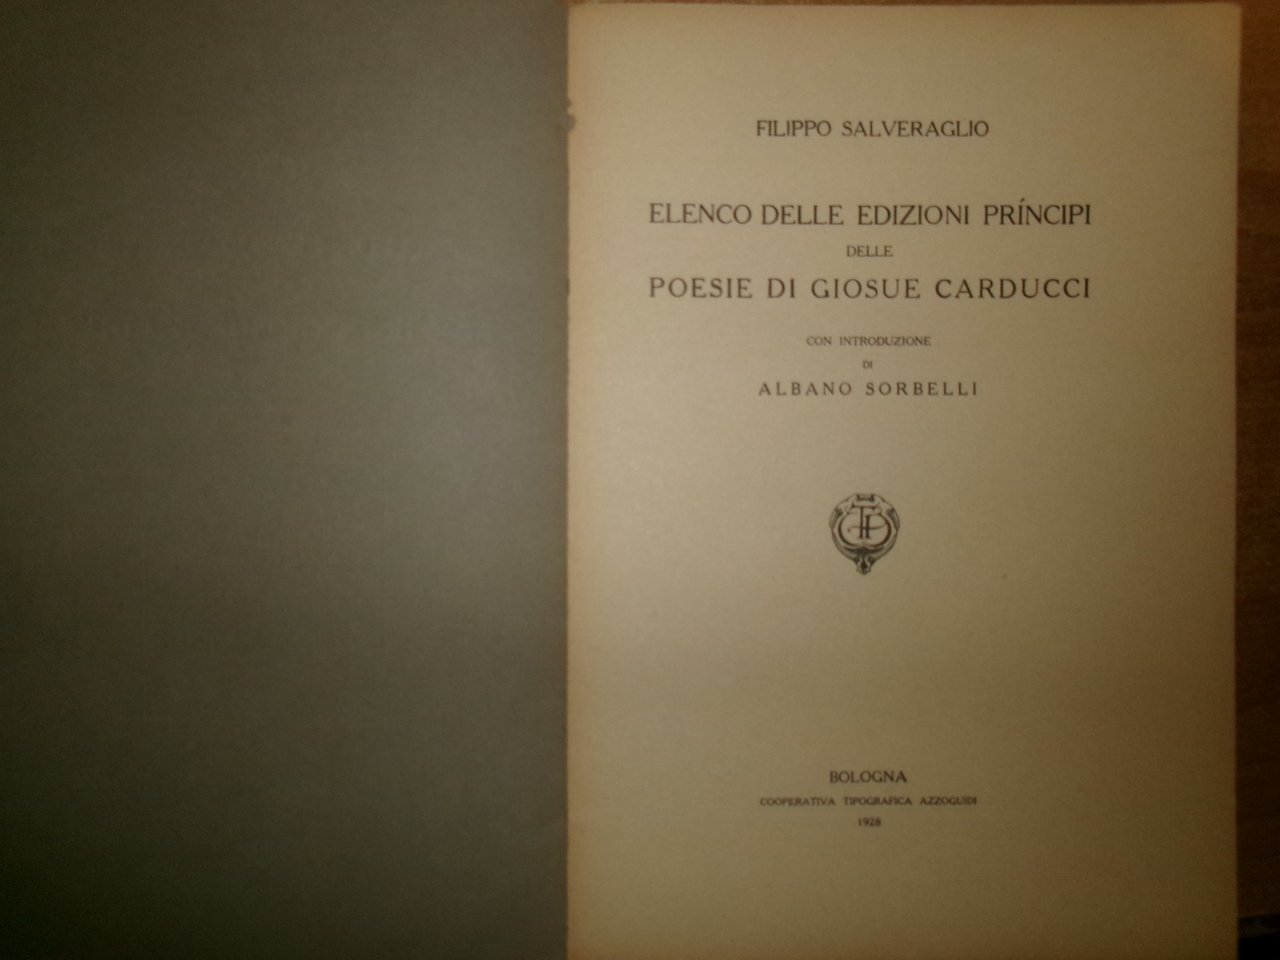 FILIPPO SALVERAGLIO
ELENCO DELLE EDIZIONI PRÍNCIPI
DELLE
POESIE DI GIOSUE CARDUCCI
CON INTRODUZIONE
DI
ALBANO SORBELLI
BOLOGNA
COOPERATIVA TIPOGRAFICA AZZOGUIDI
1928